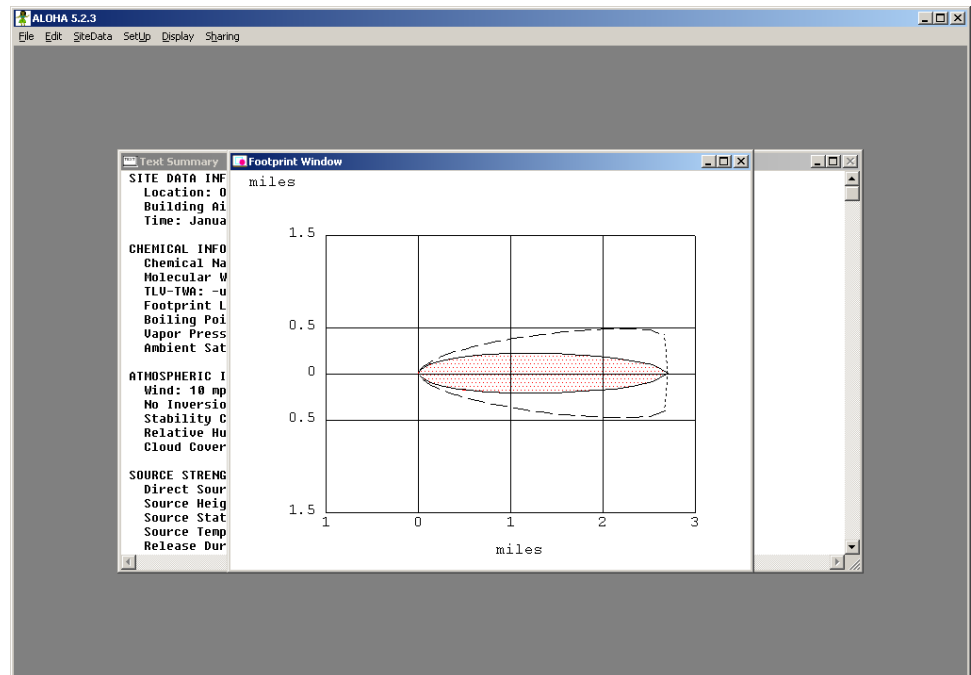 ALOHA 5.2.3
File Edit SiteData SetUp Display Sharing
Text Summary
SITE DATA INF
Location: O
Building Ai
Time: Janua
CHEMICAL INFO
Chemical Na
Molecular W
TLV-TWA: -u
Footprint L
Boiling Poi
Vapor Press
Ambient Sat
ATMOSPHERIC I
Wind: 10 mp
No Inversio
Stability C
Relative Hu
Cloud Cover
SOURCE STRENG
Direct Sour
Source Heig
Source Stat
Source Temp
Release Dur
Footprint Window
miles
1.5
0.5
0
0.5
1.5
1 0 1 2 3
miles